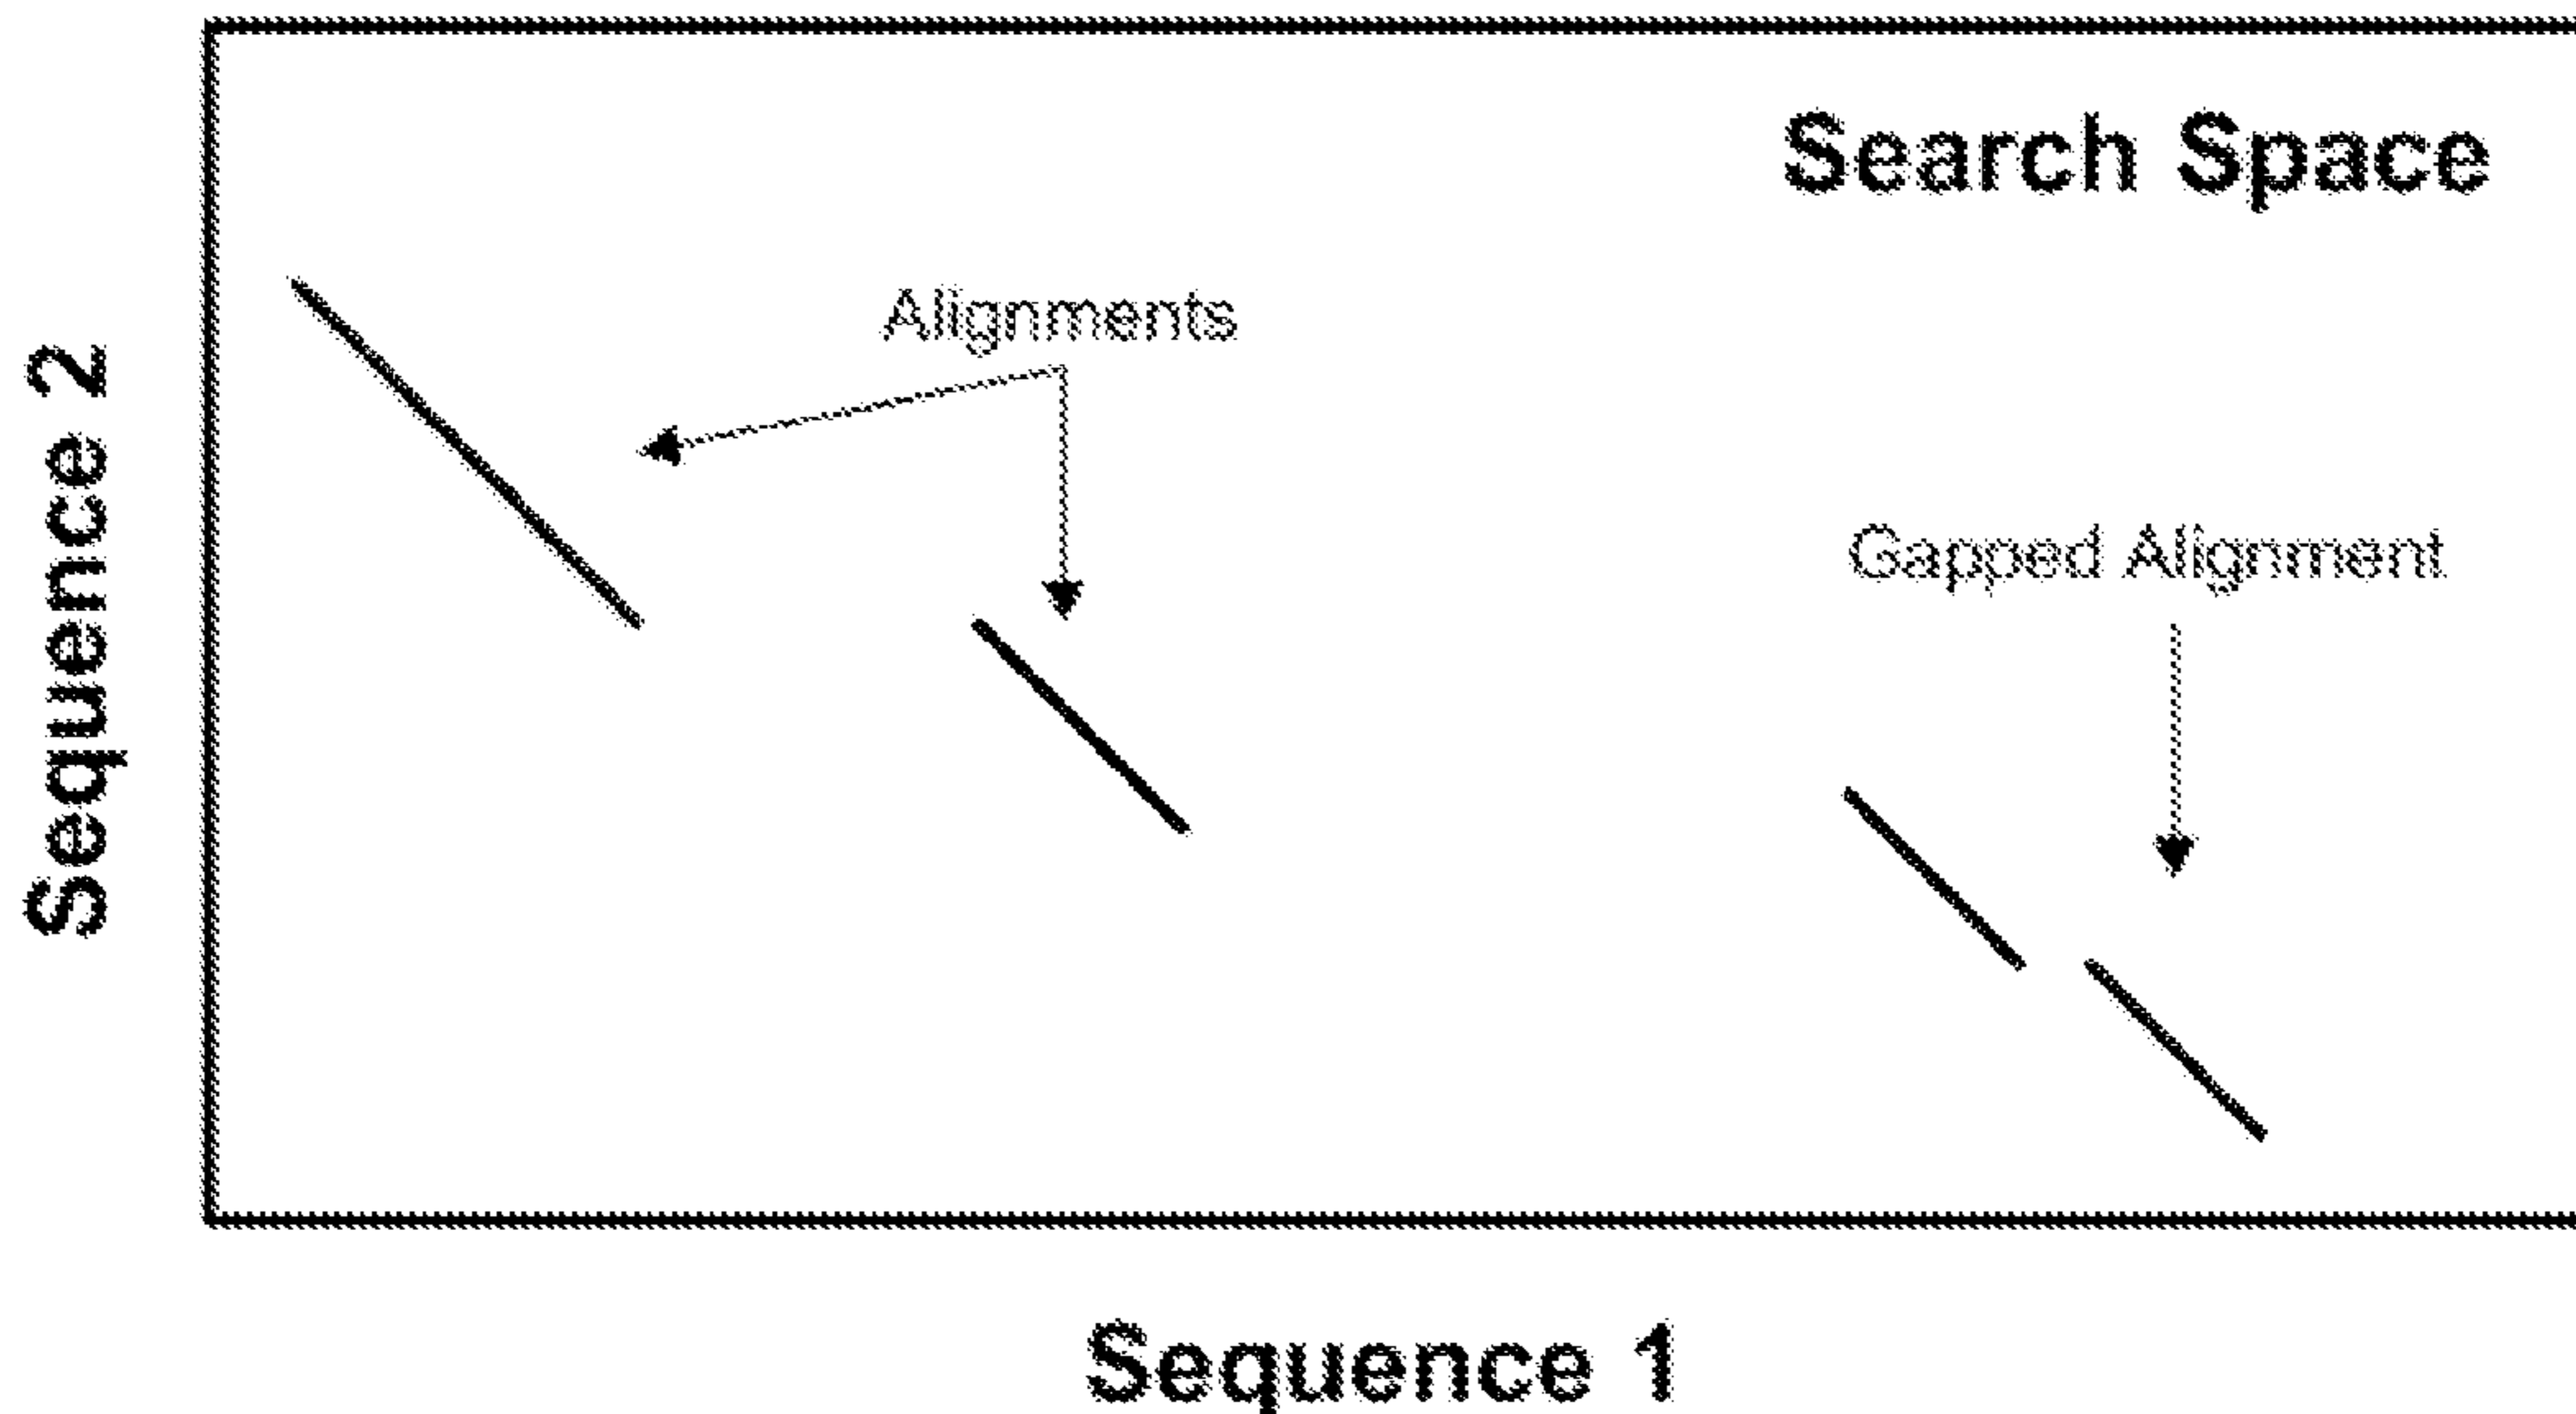 Search Space
Alignments
Sequence 2
Gapped Alignment
Sequence 1